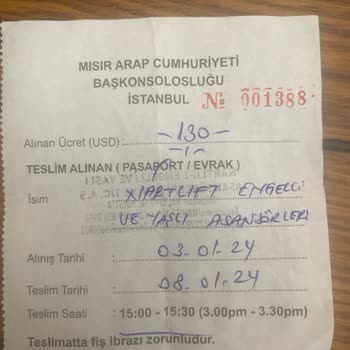 MISIR ARAP CUMHURİYETİ
BAŞKONSOLOSLUĞU
İSTANBUL № 001388
Alınan Ücret (USD): -130-
-1-
TESLİM ALINAN ( PASAPORT / EVRAK )
İsim XIARTLIFT ENGELLİ
VE YAŞLI ASANSÖRLERİ
Alınış Tarihi : 03-01-24
Teslim Tarihi : 08-01-24
Teslim Saati : 15:00 - 15:30 (3.00pm - 3.30pm)
Teslimatta fiş ibrazı zorunludur.